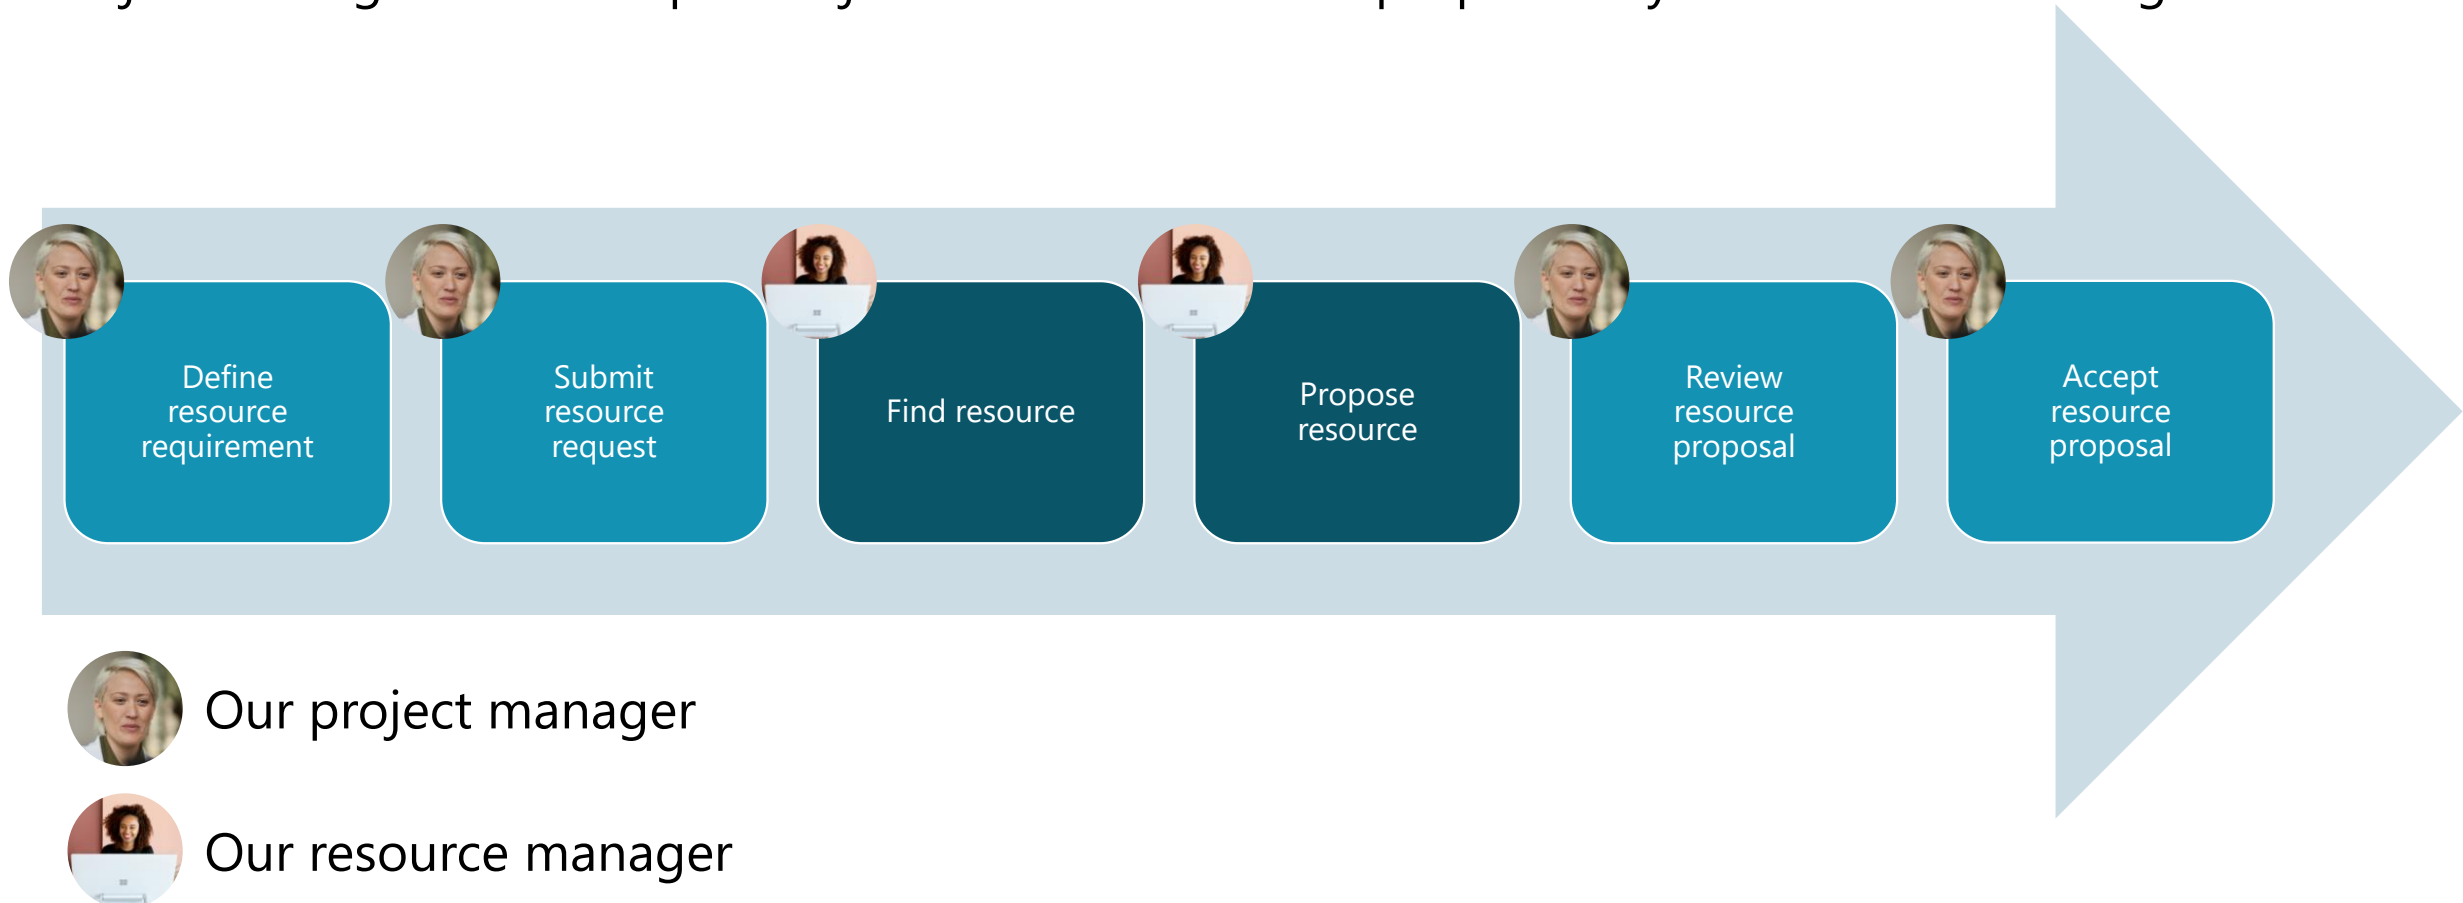 Define
resource
requirement
Submit
resource
request
Find resource
Propose
resource
Review
resource
proposal
Accept
resource
proposal
Our project manager
Our resource manager